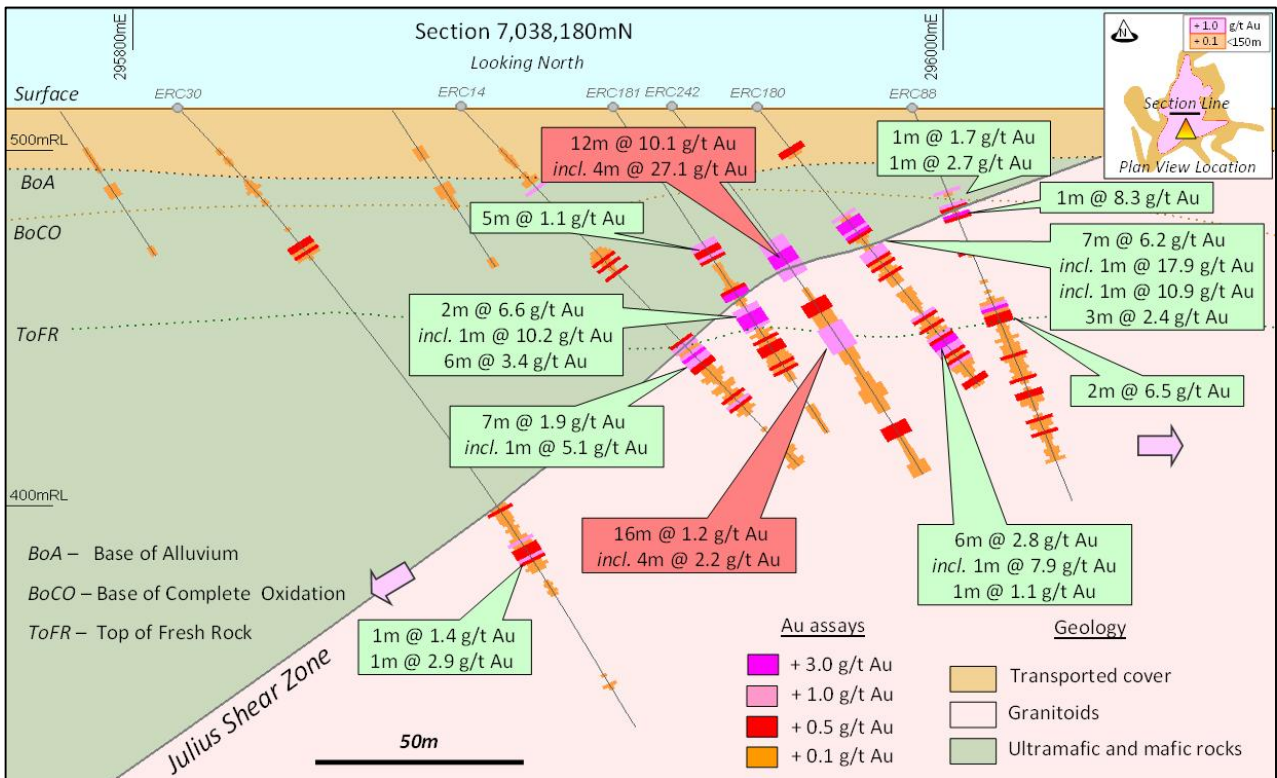 Section 7,038,180mN
Looking North
295800mE
296000mE
+ 1.0 g/t Au
+ 0.1 <150m
N
Section Line
Plan View Location
Surface
ERC30
ERC14
ERC181
ERC242
ERC180
ERC88
500mRL
BoA
BoCO
ToFR
400mRL
12m @ 10.1 g/t Au
incl. 4m @ 27.1 g/t Au
1m @ 1.7 g/t Au
1m @ 2.7 g/t Au
1m @ 8.3 g/t Au
5m @ 1.1 g/t Au
7m @ 6.2 g/t Au
incl. 1m @ 17.9 g/t Au
incl. 1m @ 10.9 g/t Au
3m @ 2.4 g/t Au
2m @ 6.6 g/t Au
incl. 1m @ 10.2 g/t Au
6m @ 3.4 g/t Au
2m @ 6.5 g/t Au
7m @ 1.9 g/t Au
incl. 1m @ 5.1 g/t Au
16m @ 1.2 g/t Au
incl. 4m @ 2.2 g/t Au
6m @ 2.8 g/t Au
incl. 1m @ 7.9 g/t Au
1m @ 1.1 g/t Au
BoA – Base of Alluvium
BoCO – Base of Complete Oxidation
ToFR – Top of Fresh Rock
1m @ 1.4 g/t Au
1m @ 2.9 g/t Au
Julius Shear Zone
50m
Au assays
+ 3.0 g/t Au
+ 1.0 g/t Au
+ 0.5 g/t Au
+ 0.1 g/t Au
Geology
Transported cover
Granitoids
Ultramafic and mafic rocks